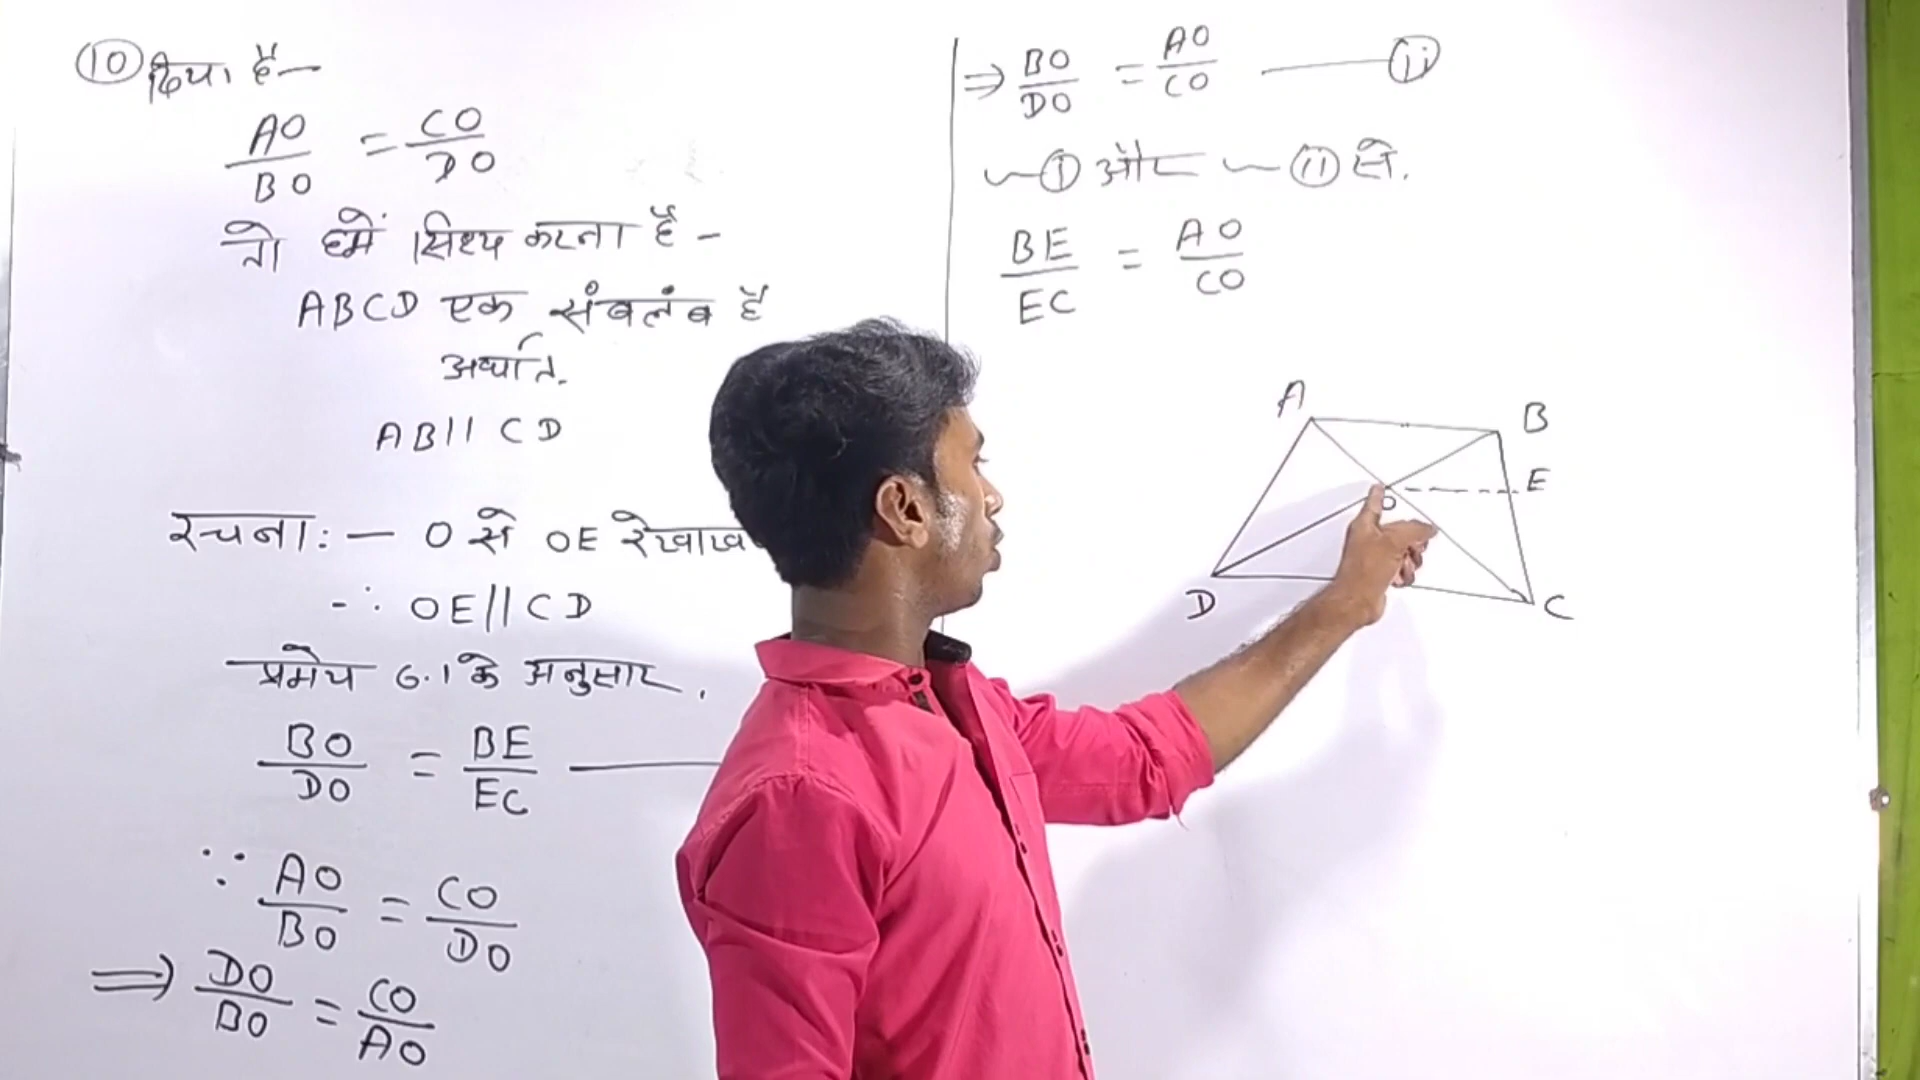 10 दिया है—
AO/BO = CO/DO
तो हमें सिध्द करना है -
ABCD एक संबलंब है
अर्थात.
AB || CD
रचना: — O से OE रेखाख
∴ OE || CD
प्रमेय 6.1 के अनुसार.
BO/DO = BE/EC —
∵ AO/BO = CO/DO
⇒ DO/BO = CO/AO
⇒ BO/DO = AO/CO — ii
~ i और ~ ii से.
BE/EC = AO/CO
A
B
E
O
D
C